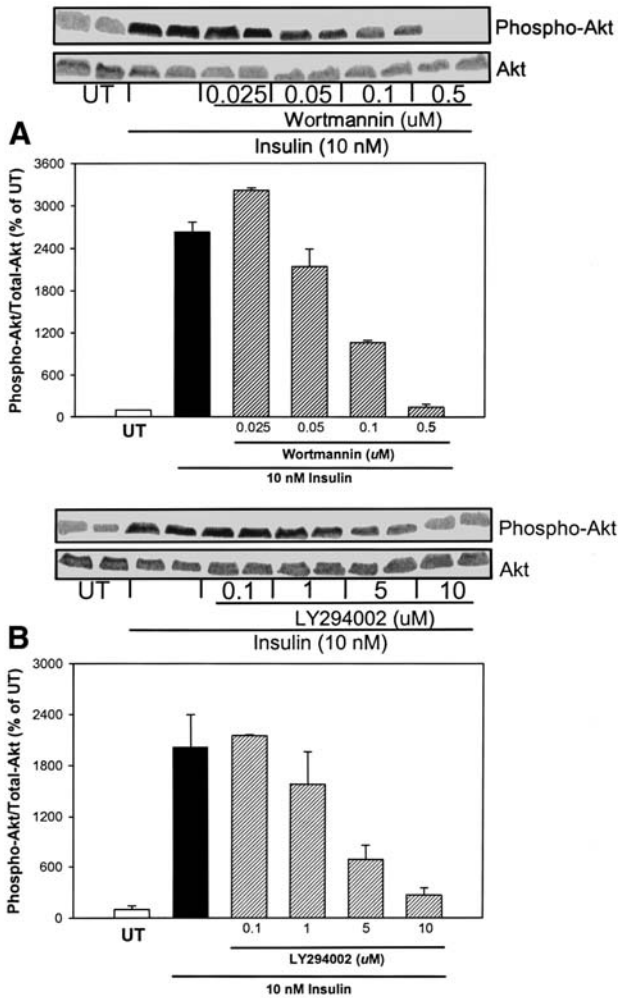 Phospho-Akt
Akt
UT 0.025 0.05 0.1 0.5
Wortmannin (uM)
Insulin (10 nM)
A
Phospho-Akt/Total-Akt (% of UT)
3600
3000
2400
1800
1200
600
0
UT 0.025 0.05 0.1 0.5
Wortmannin (uM)
10 nM Insulin
Phospho-Akt
Akt
UT 0.1 1 5 10
LY294002 (uM)
Insulin (10 nM)
B
Phospho-Akt/Total-Akt (% of UT)
3000
2400
1800
1200
600
0
UT 0.1 1 5 10
LY294002 (uM)
10 nM Insulin